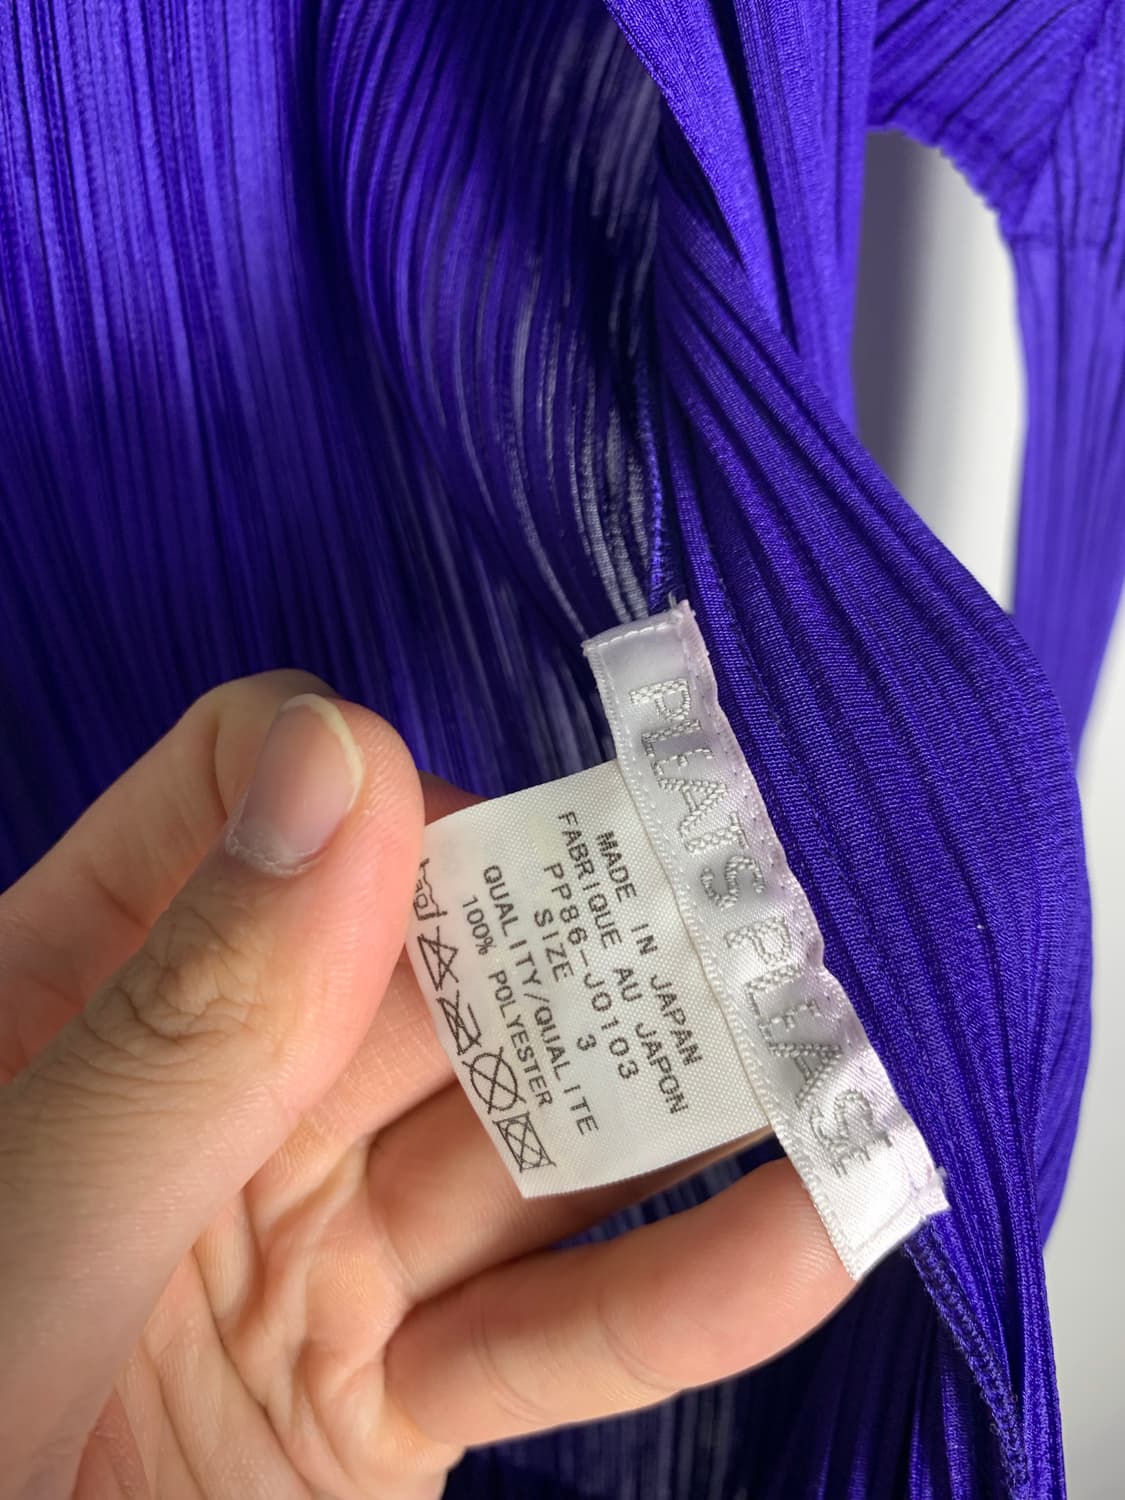 PLEATS PLEASE
MADE IN JAPAN
FABRIQUE AU JAPON
PP86-JO103
SIZE 3
QUALITY/QUALITE
100% POLYESTER